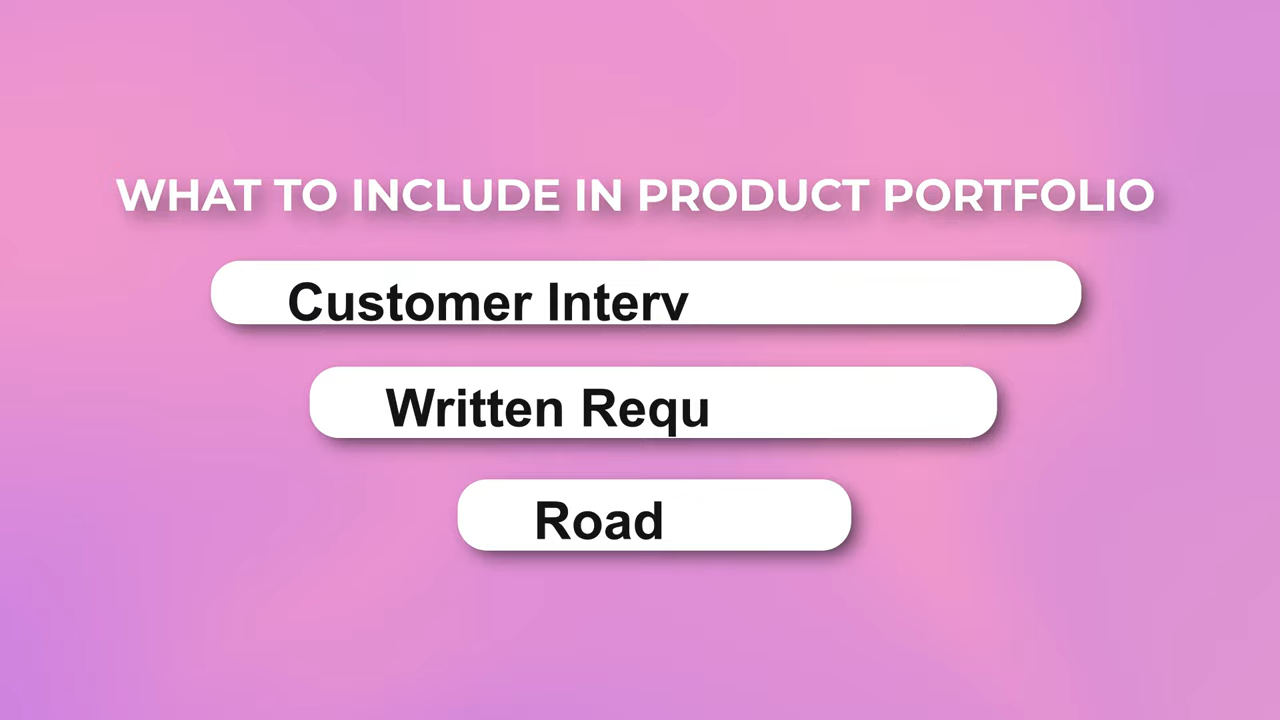 WHAT TO INCLUDE IN PRODUCT PORTFOLIO
Customer Interv
Written Requ
Road